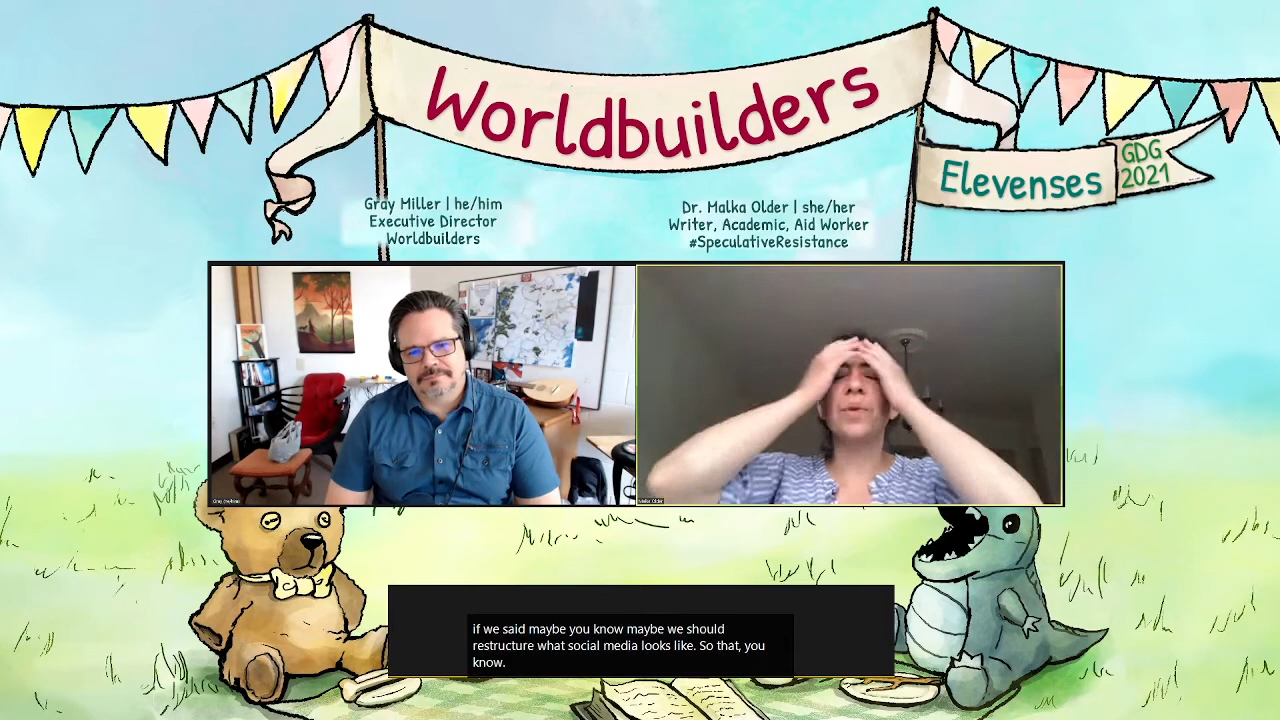 Worldbuilders
Elevenses
GDG
2021
Gray Miller | he/him
Executive Director
Worldbuilders
Dr. Malka Older | she/her
Writer, Academic, Aid Worker
#SpeculativeResistance
Malka Older
if we said maybe you know maybe we should
restructure what social media looks like. So that, you
know.